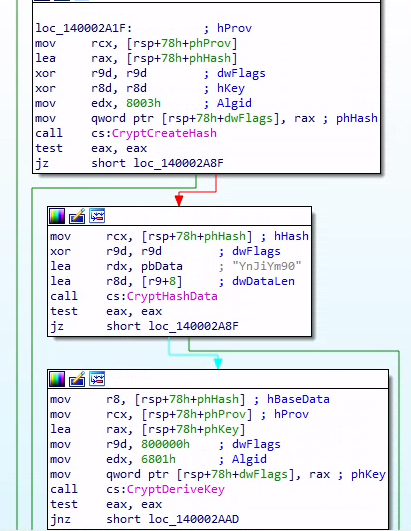 loc_140002A1F: ; hProv
mov rcx, [rsp+78h+phProv]
lea rax, [rsp+78h+phHash]
xor r9d, r9d ; dwFlags
xor r8d, r8d ; hKey
mov edx, 8003h ; Algid
mov qword ptr [rsp+78h+dwFlags], rax ; phHash
call cs:CryptCreateHash
test eax, eax
jz short loc_140002A8F
mov rcx, [rsp+78h+phHash] ; hHash
xor r9d, r9d ; dwFlags
lea rdx, pbData ; "YnJiYm90"
lea r8d, [r9+8] ; dwDataLen
call cs:CryptHashData
test eax, eax
jz short loc_140002A8F
mov r8, [rsp+78h+phHash] ; hBaseData
mov rcx, [rsp+78h+phProv] ; hProv
lea rax, [rsp+78h+phKey]
mov r9d, 800000h ; dwFlags
mov edx, 6801h ; Algid
mov qword ptr [rsp+78h+dwFlags], rax ; phKey
call cs:CryptDeriveKey
test eax, eax
jnz short loc_140002AAD